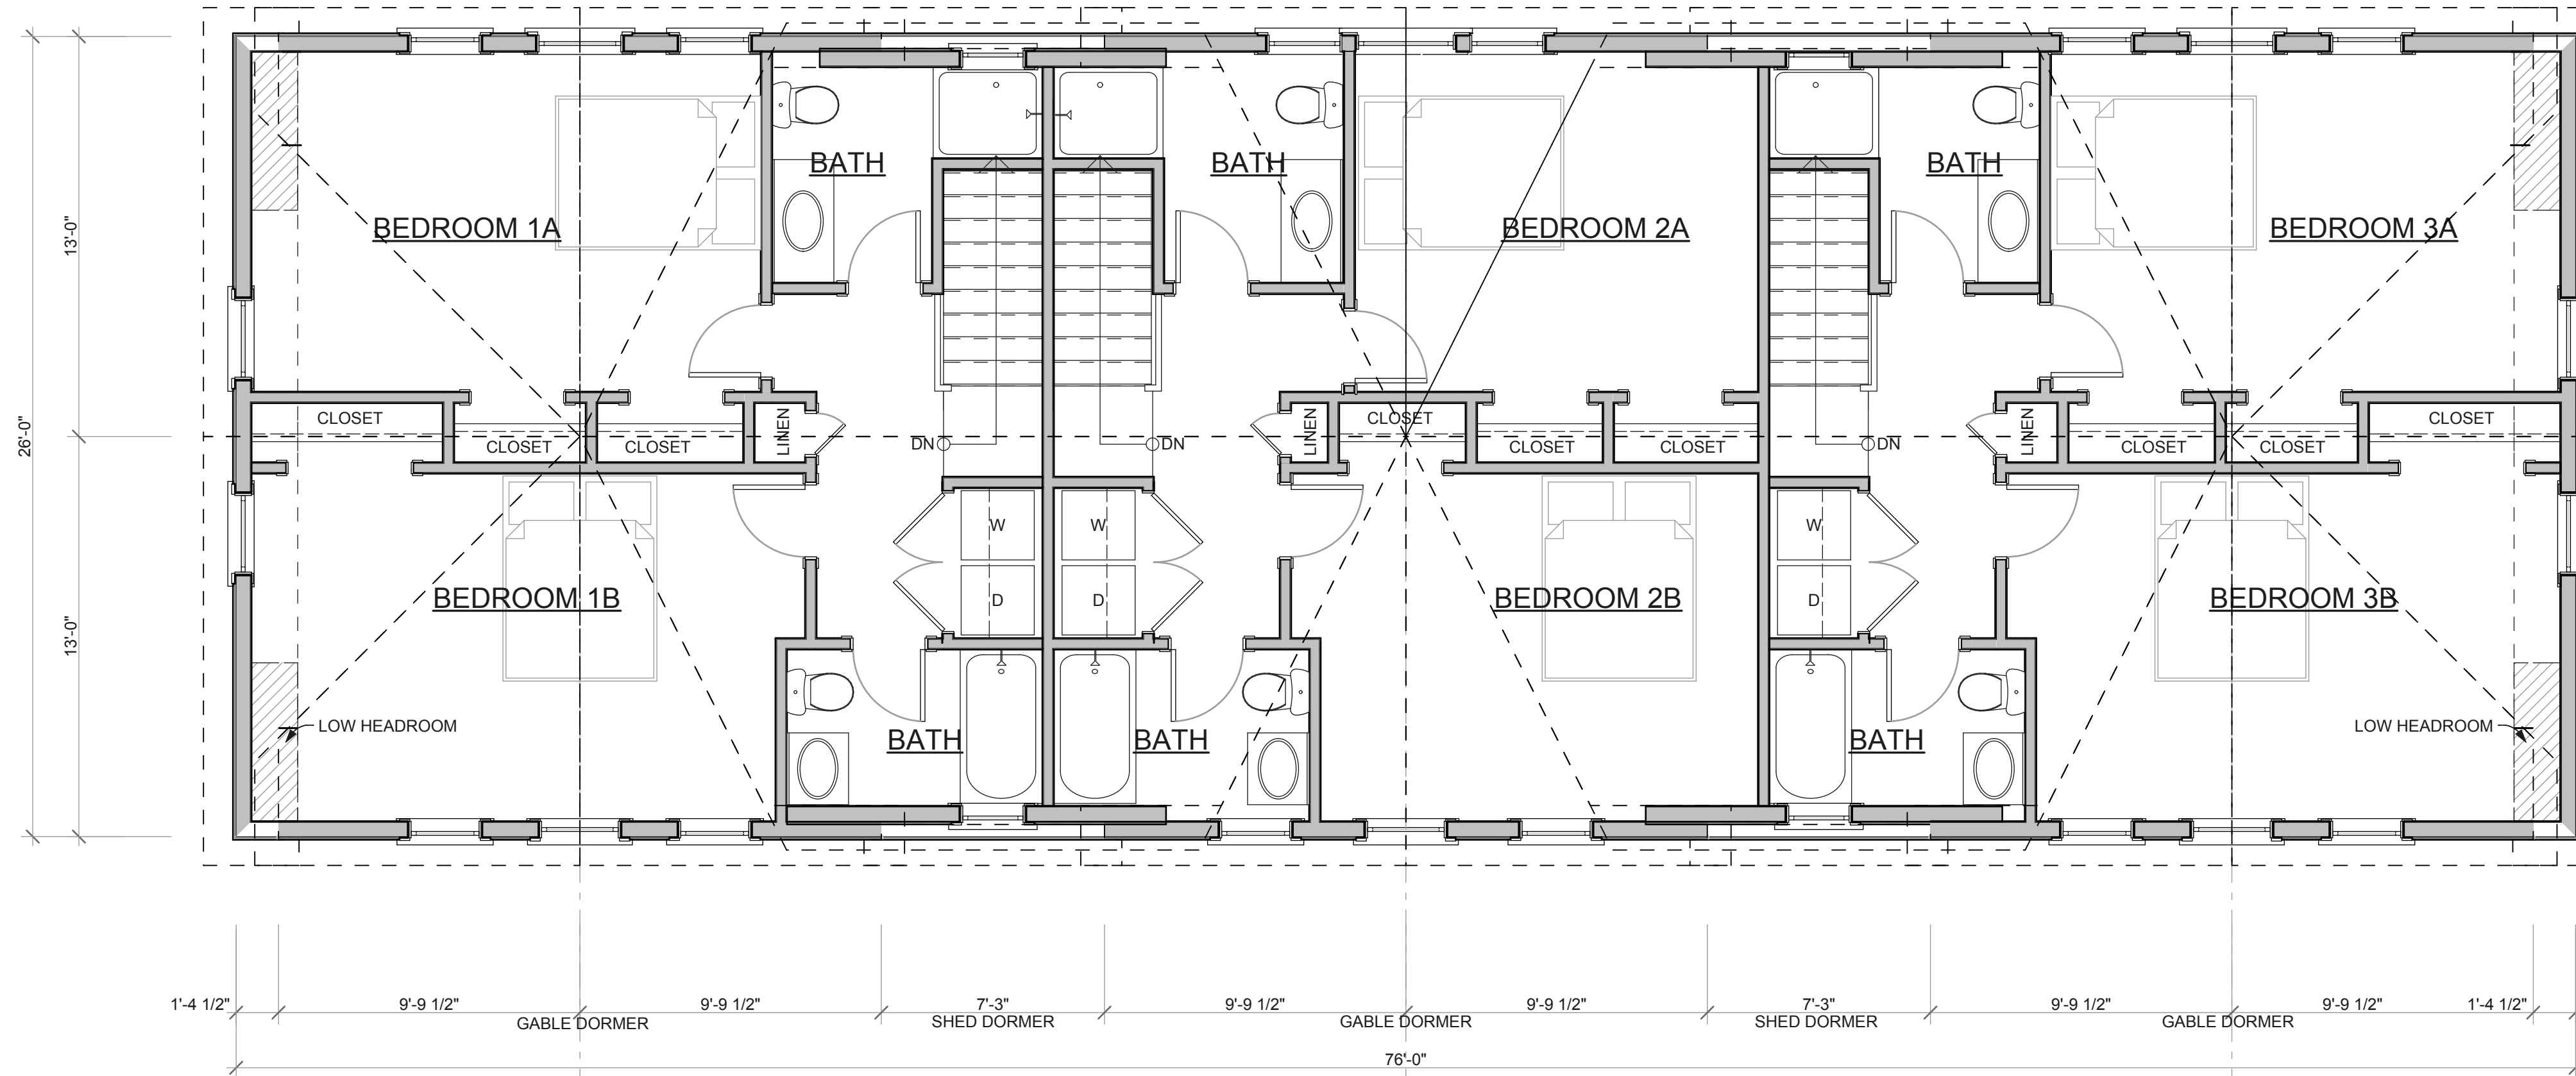 BATH
BATH
BATH
BEDROOM 1A
BEDROOM 2A
BEDROOM 3A
13'-0"
26'-0"
CLOSET
CLOSET
CLOSET
LINEN
DN
DN
LINEN
CLOSET
CLOSET
CLOSET
DN
LINEN
CLOSET
CLOSET
CLOSET
W
W
W
D
D
D
BEDROOM 1B
BEDROOM 2B
BEDROOM 3B
13'-0"
LOW HEADROOM
BATH
BATH
BATH
LOW HEADROOM
1'-4 1/2"
9'-9 1/2"
9'-9 1/2"
7'-3"
9'-9 1/2"
9'-9 1/2"
7'-3"
9'-9 1/2"
9'-9 1/2"
1'-4 1/2"
GABLE DORMER
SHED DORMER
GABLE DORMER
SHED DORMER
GABLE DORMER
76'-0"